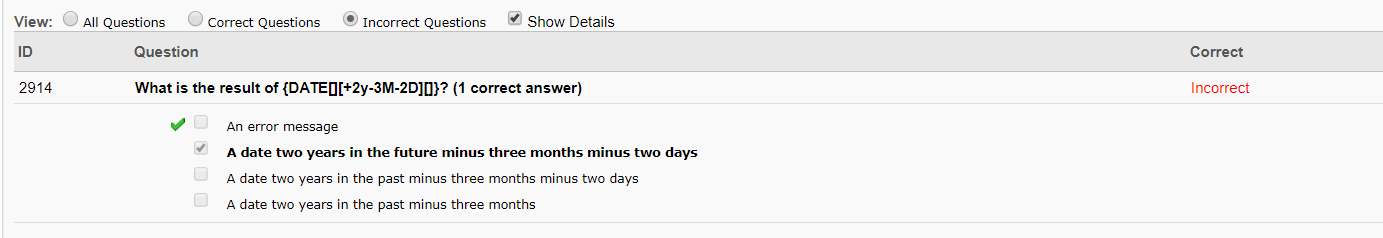 View: All Questions Correct Questions Incorrect Questions Show Details
ID Question Correct
2914 What is the result of {DATE[][+2y-3M-2D][]}? (1 correct answer) Incorrect
An error message
A date two years in the future minus three months minus two days
A date two years in the past minus three months minus two days
A date two years in the past minus three months